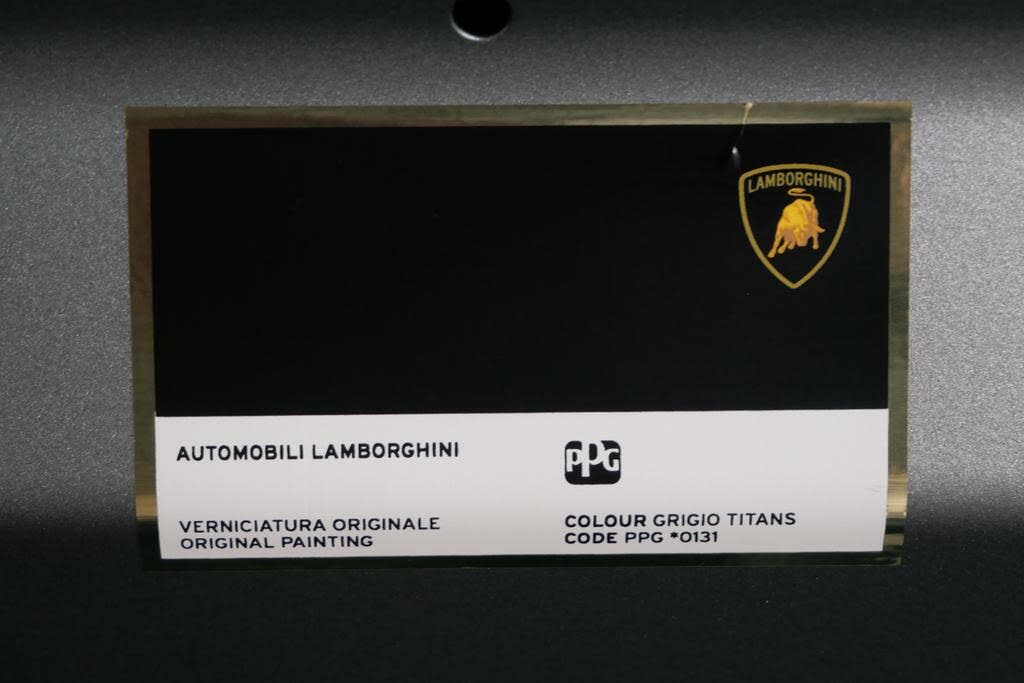 LAMBORGHINI
AUTOMOBILI LAMBORGHINI
PPG
VERNICIATURA ORIGINALE
ORIGINAL PAINTING
COLOUR GRIGIO TITANS
CODE PPG *0131